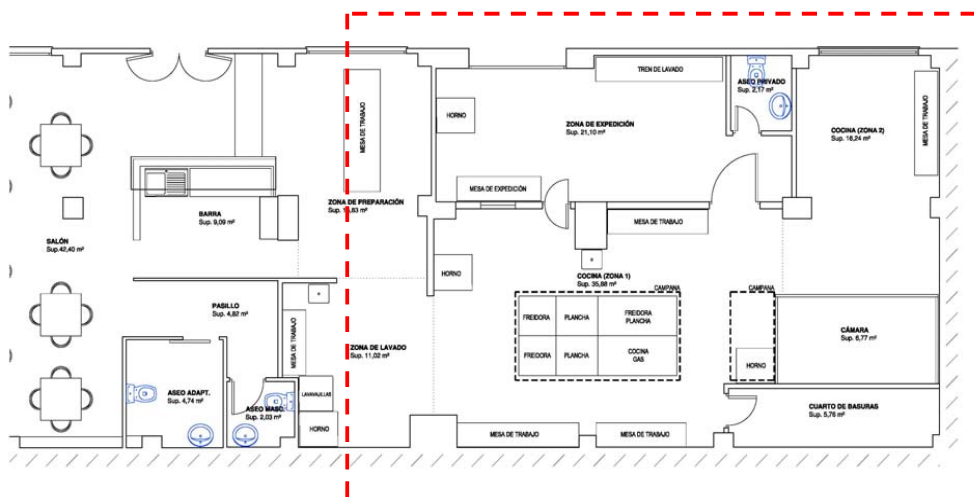 TREN DE LAVADO
ASEO PRIVADO
Sup. 2,17 m²
HORNO
MESA DE TRABAJO
ZONA DE EXPEDICIÓN
Sup. 21,10 m²
COCINA (ZONA 2)
Sup. 18,24 m²
MESA DE TRABAJO
MESA DE EXPEDICIÓN
ZONA DE PREPARACIÓN
Sup. m²
BARRA
Sup. 9,09 m²
MESA DE TRABAJO
SALÓN
Sup.42,40 m²
HORNO
COCINA (ZONA 1)
Sup. 35,88 m²
CAMPANA
CAMPANA
PASILLO
Sup. 4,82 m²
FREIDORA
PLANCHA
FREIDORA
PLANCHA
CÁMARA
Sup. 6,77 m²
MESA DE TRABAJO
ZONA DE LAVADO
Sup. 11,02 m²
FREIDORA
PLANCHA
COCINA
GAS
HORNO
ASEO ADAPT.
Sup. 4,74 m²
ASEO MASC.
Sup. 2,03 m²
LAVAVAJILLAS
HORNO
CUARTO DE BASURAS
Sup. 5,76 m²
MESA DE TRABAJO
MESA DE TRABAJO